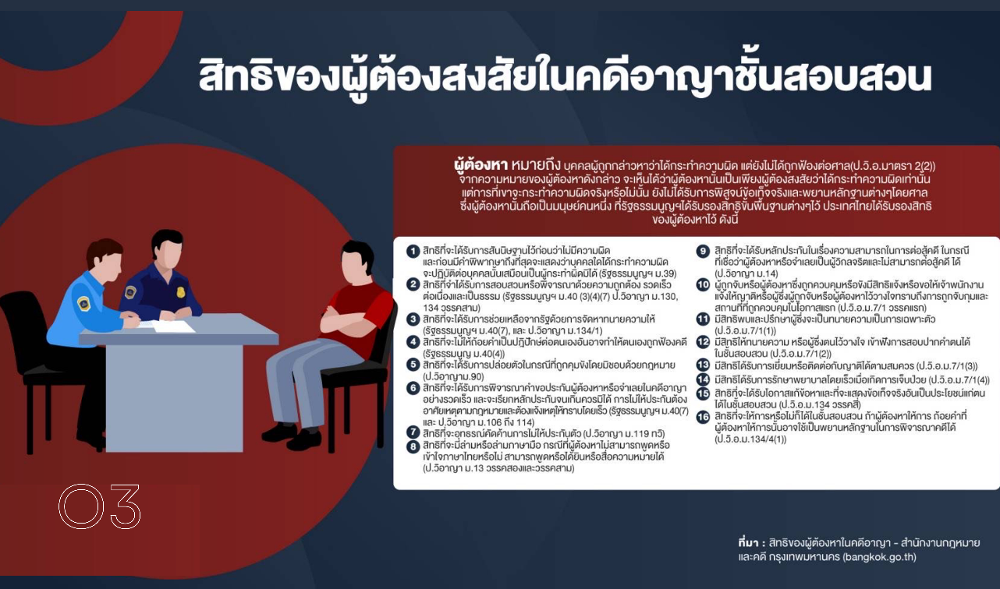 สิทธิของผู้ต้องสงสัยในคดีอาญาชั้นสอบสวน
ผู้ต้องหา หมายถึง บุคคลผู้ถูกกล่าวหาว่าได้กระทำความผิด แต่ยังไม่ได้ถูกฟ้องต่อศาล(ป.วิ.อ.มาตรา 2(2))
จากความหมายของผู้ต้องหาดังกล่าว จะเห็นได้ว่าผู้ต้องหานั้นเป็นเพียงผู้ต้องสงสัยว่าได้กระทำความผิดเท่านั้น
แต่การที่เขาจะกระทำความผิดจริงหรือไม่นั้น ยังไม่ได้รับการพิสูจน์ข้อเท็จจริงและพยานหลักฐานต่างๆโดยศาล
ซึ่งผู้ต้องหานั้นถือเป็นมนุษย์คนหนึ่ง ที่รัฐธรรมนูญฯได้รับรองสิทธิขั้นพื้นฐานต่างๆไว้ ประเทศไทยได้รับรองสิทธิ
ของผู้ต้องหาไว้ ดังนี้
1 สิทธิที่จะได้รับการสันนิษฐานไว้ก่อนว่าไม่มีความผิด
และก่อนมีคำพิพากษาถึงที่สุดจะแสดงว่าบุคคลใดได้กระทำความผิด
จะปฏิบัติต่อบุคคลนั้นเสมือนเป็นผู้กระทำผิดมิได้ (รัฐธรรมนูญฯ ม.39)
2 สิทธิที่จะได้รับการสอบสวนหรือพิจารณาด้วยความถูกต้อง รวดเร็ว
ต่อเนื่องและเป็นธรรม (รัฐธรรมนูญฯ ม.40 (3)(4)(7) ป.วิอาญา ม.130,
134 วรรคสาม)
3 สิทธิที่จะได้รับการช่วยเหลือจากรัฐด้วยการจัดหาทนายความให้
(รัฐธรรมนูญฯ ม.40(7), และ ป.วิอาญา ม.134/1)
4 สิทธิที่จะไม่ให้ถ้อยคำเป็นปฏิปักษ์ต่อตนเองอันอาจทำให้ตนเองถูกฟ้องคดี
(รัฐธรรมนูญ ม.40(4))
5 สิทธิที่จะได้รับการปล่อยตัวในกรณีที่ถูกคุมขังโดยมิชอบด้วยกฎหมาย
(ป.วิอาญาม.90)
6 สิทธิที่จะได้รับการพิจารณาคำขอประกันผู้ต้องหาหรือจำเลยในคดีอาญา
อย่างรวดเร็ว และจะเรียกหลักประกันจนเกินควรมิได้ การไม่ให้ประกันต้อง
อาศัยเหตุตามกฎหมายและต้องแจ้งเหตุให้ทราบโดยเร็ว (รัฐธรรมนูญฯ ม.40(7)
และ ป.วิอาญา ม.106 ถึง 114)
7 สิทธิที่จะอุทธรณ์คัดค้านการไม่ให้ประกันตัว (ป.วิอาญา ม.119 ทวิ)
8 สิทธิที่จะมีล่ามหรือล่ามภาษามือ กรณีที่ผู้ต้องหาไม่สามารถพูดหรือ
เข้าใจภาษาไทยหรือไม่ สามารถพูดหรือได้ยินหรือสื่อความหมายได้
(ป.วิอาญา ม.13 วรรคสองและวรรคสาม)
9 สิทธิที่จะได้รับหลักประกันในเรื่องความสามารถในการต่อสู้คดี ในกรณี
ที่เชื่อว่าผู้ต้องหาหรือจำเลยเป็นผู้วิกลจริตและไม่สามารถต่อสู้คดี ได้
(ป.วิอาญา ม.14)
10 ผู้ถูกจับหรือผู้ต้องหาซึ่งถูกควบคุมหรือขังมีสิทธิแจ้งหรือขอให้เจ้าพนักงาน
แจ้งให้ญาติหรือผู้ซึ่งผู้ถูกจับหรือผู้ต้องหาไว้วางใจทราบถึงการถูกจับกุมและ
สถานที่ที่ถูกควบคุมในโอกาสแรก (ป.วิ.อ.ม.7/1 วรรคแรก)
11 มีสิทธิพบและปรึกษาผู้ซึ่งจะเป็นทนายความเป็นการเฉพาะตัว
(ป.วิ.อ.ม.7/1(1))
12 มีสิทธิให้ทนายความ หรือผู้ซึ่งตนไว้วางใจ เข้าฟังการสอบปากคำตนได้
ในชั้นสอบสวน (ป.วิ.อ.ม.7/1(2))
13 มีสิทธิได้รับการเยี่ยมหรือติดต่อกับญาติได้ตามสมควร (ป.วิ.อ.ม.7/1(3))
14 มีสิทธิได้รับการรักษาพยาบาลโดยเร็วเมื่อเกิดการเจ็บป่วย (ป.วิ.อ.ม.7/1(4))
15 สิทธิที่จะได้รับโอกาสแก้ข้อหาและที่จะแสดงข้อเท็จจริงอันเป็นประโยชน์แก่ตน
ได้ในชั้นสอบสวน (ป.วิ.อ.ม.134 วรรคสี่)
16 สิทธิที่จะให้การหรือไม่ก็ได้ในชั้นสอบสวน ถ้าผู้ต้องหาให้การ ถ้อยคำที่
ผู้ต้องหาให้การนั้นอาจใช้เป็นพยานหลักฐานในการพิจารณาคดีได้
(ป.วิ.อ.ม.134/4(1))
03
ที่มา : สิทธิของผู้ต้องหาในคดีอาญา - สำนักงานกฎหมาย
และคดี กรุงเทพมหานคร (bangkok.go.th)